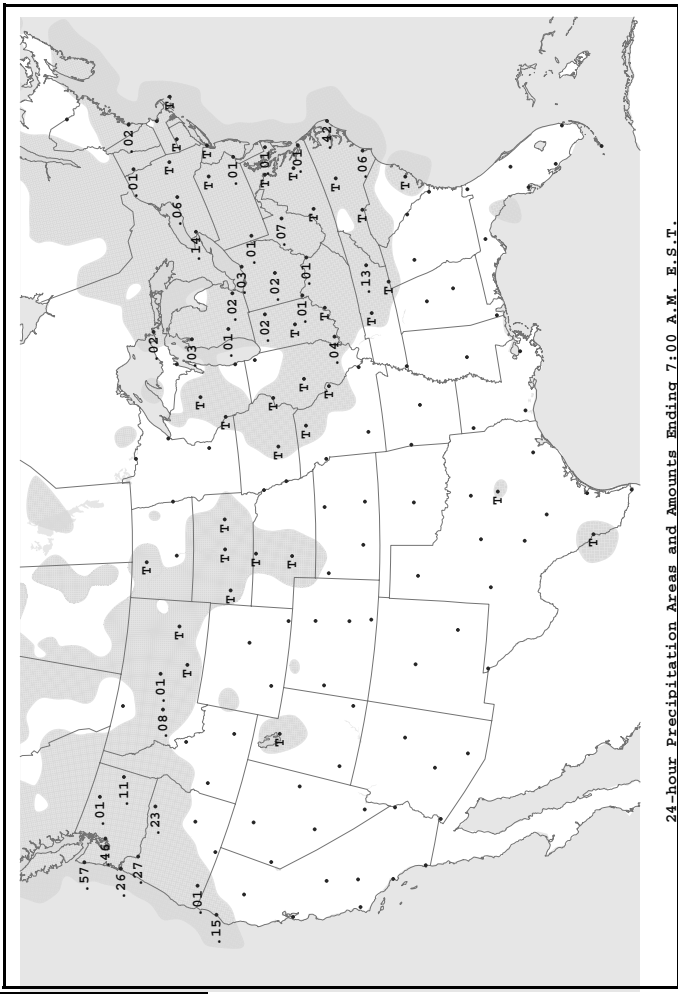 .57
.01
.46
.26
.11
.27
.02
.01
T
.02
.23
.01
.08
T
T
T
.06
T
T
.03
.14
.01
T
T
T
.15
T
T
T
.01
T
.02
.01
.03
.01
T
.01
T
.02
T
.02
T
T
.07
T
T
T
.01
.01
T
.01
T
T
T
.42
T
.04
T
.06
T
.13
T
T
T
T
T
24-hour Precipitation Areas and Amounts Ending 7:00 A.M. E.S.T.